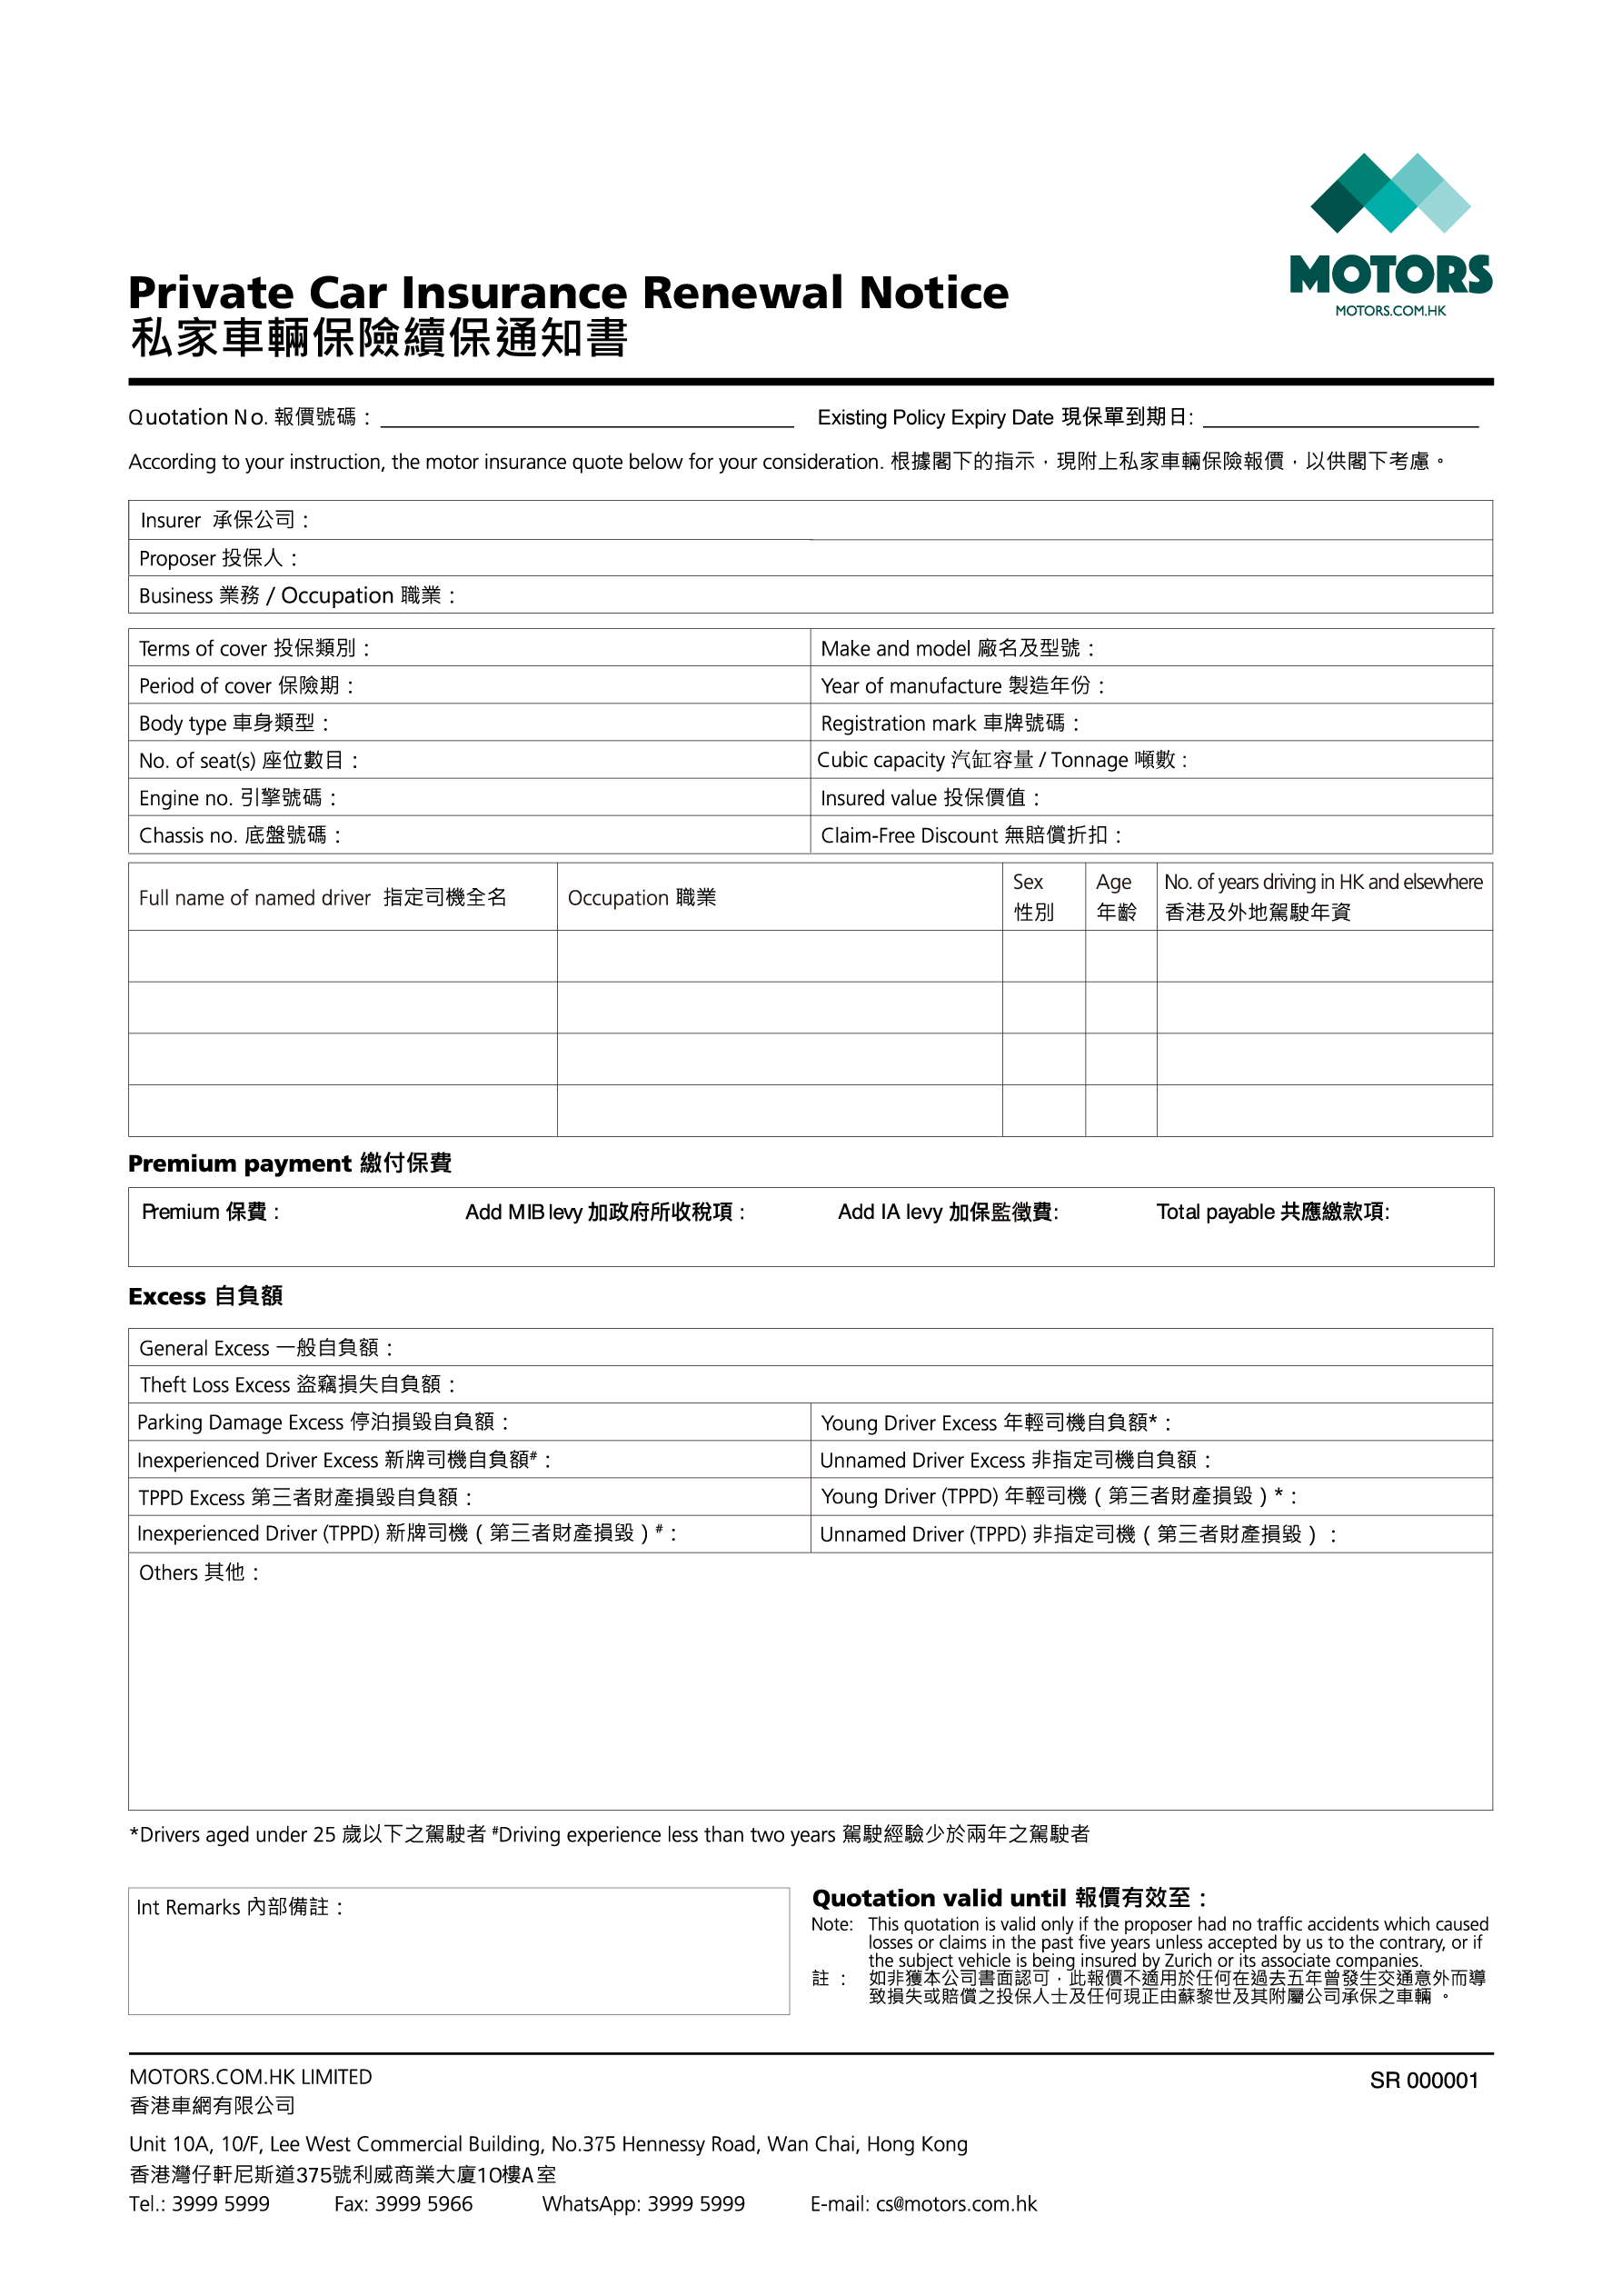 MOTORS
MOTORS.COM.HK
Private Car Insurance Renewal Notice
私家車輛保險續保通知書
Quotation No. 報價號碼：
Existing Policy Expiry Date 現保單到期日:
According to your instruction, the motor insurance quote below for your consideration. 根據閣下的指示，現附上私家車輛保險報價，以供閣下考慮。
Insurer 承保公司：
Proposer 投保人：
Business 業務 / Occupation 職業：
Terms of cover 投保類別：
Make and model 廠名及型號：
Period of cover 保險期：
Year of manufacture 製造年份：
Body type 車身類型：
Registration mark 車牌號碼：
No. of seat(s) 座位數目：
Cubic capacity 汽缸容量 / Tonnage 噸數：
Engine no. 引擎號碼：
Insured value 投保價值：
Chassis no. 底盤號碼：
Claim-Free Discount 無賠償折扣：
Full name of named driver 指定司機全名
Occupation 職業
Sex
性別
Age
年齡
No. of years driving in HK and elsewhere
香港及外地駕駛年資
Premium payment 繳付保費
Premium 保費：
Add MIB levy 加政府所收稅項：
Add IA levy 加保監徵費:
Total payable 共應繳款項:
Excess 自負額
General Excess 一般自負額：
Theft Loss Excess 盜竊損失自負額：
Parking Damage Excess 停泊損毀自負額：
Young Driver Excess 年輕司機自負額*：
Inexperienced Driver Excess 新牌司機自負額#：
Unnamed Driver Excess 非指定司機自負額：
TPPD Excess 第三者財產損毀自負額：
Young Driver (TPPD) 年輕司機（第三者財產損毀）*：
Inexperienced Driver (TPPD) 新牌司機（第三者財產損毀）#：
Unnamed Driver (TPPD) 非指定司機（第三者財產損毀）：
Others 其他：
*Drivers aged under 25 歲以下之駕駛者 #Driving experience less than two years 駕駛經驗少於兩年之駕駛者
Int Remarks 內部備註：
Quotation valid until 報價有效至：
Note: This quotation is valid only if the proposer had no traffic accidents which caused
losses or claims in the past five years unless accepted by us to the contrary, or if
the subject vehicle is being insured by Zurich or its associate companies.
註： 如非獲本公司書面認可，此報價不適用於任何在過去五年曾發生交通意外而導
致損失或賠償之投保人士及任何現正由蘇黎世及其附屬公司承保之車輛。
MOTORS.COM.HK LIMITED
SR 000001
香港車網有限公司
Unit 10A, 10/F, Lee West Commercial Building, No.375 Hennessy Road, Wan Chai, Hong Kong
香港灣仔軒尼斯道375號利威商業大廈10樓A室
Tel.: 3999 5999 Fax: 3999 5966 WhatsApp: 3999 5999 E-mail: cs@motors.com.hk